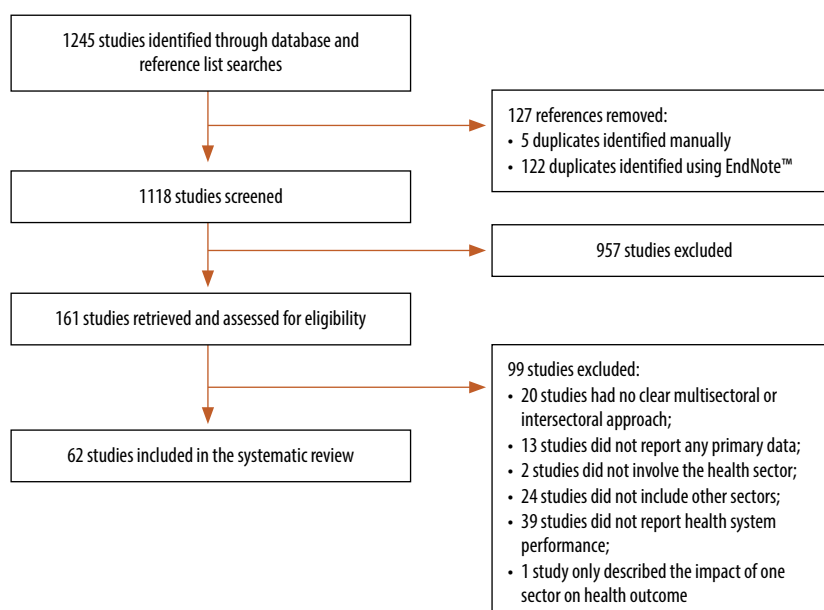 1245 studies identified through database and
reference list searches
127 references removed:
• 5 duplicates identified manually
• 122 duplicates identified using EndNote™
1118 studies screened
957 studies excluded
161 studies retrieved and assessed for eligibility
99 studies excluded:
• 20 studies had no clear multisectoral or
intersectoral approach;
• 13 studies did not report any primary data;
• 2 studies did not involve the health sector;
• 24 studies did not include other sectors;
• 39 studies did not report health system
performance;
• 1 study only described the impact of one
sector on health outcome
62 studies included in the systematic review